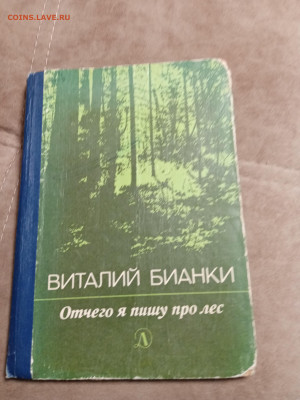 COINS.LAVE.RU
ВИТАЛИЙ БИАНКИ
Отчего я пишу про лес
Л